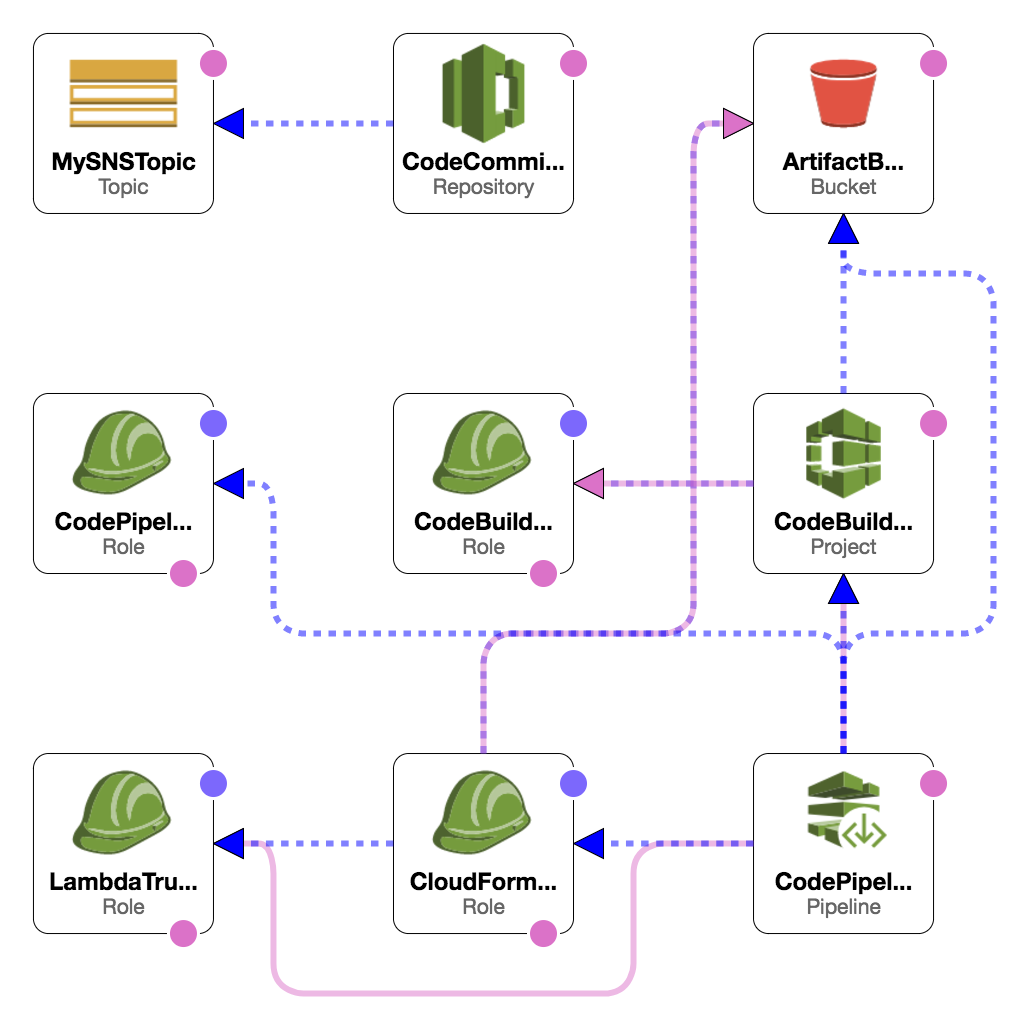 MySNSTopic
Topic
CodeCommi...
Repository
ArtifactB...
Bucket
CodePipel...
Role
CodeBuild...
Role
CodeBuild...
Project
LambdaTru...
Role
CloudForm...
Role
CodePipel...
Pipeline